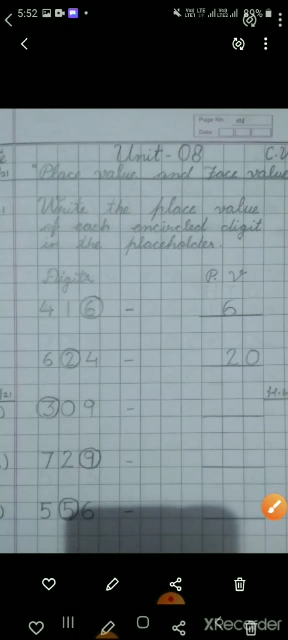 5:52
89%
Page No.
Date
Unit - 08
C.W
"Place value and Face value
Write the place value
of each encircled digit
in the placeholder.
Digits P. V
416 - 6
624 - 20
309 -
729 -
556 -
XRecorder